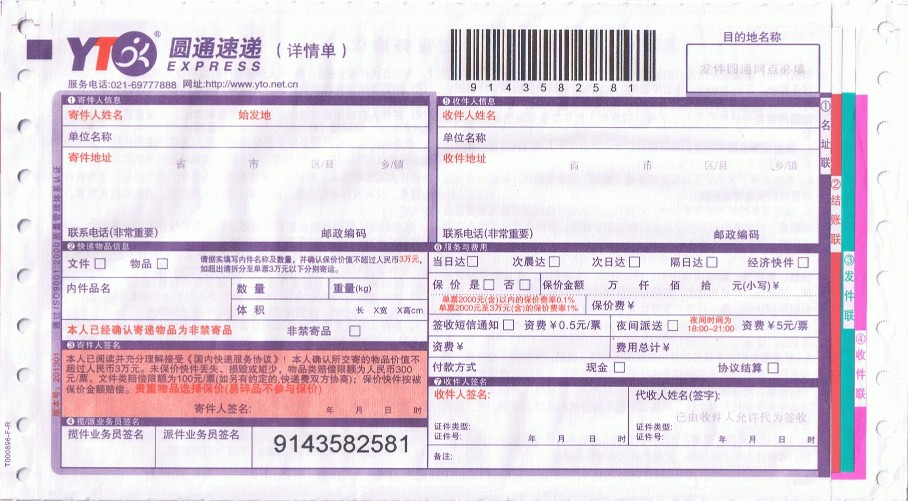 YTO® 圆通速递 （详情单）
EXPRESS
服务电话:021-69777888 网址:http://www.yto.net.cn
9 1 4 3 5 8 2 5 8 1
目的地名称
发件圆通网点必填
①寄件人信息
寄件人姓名 始发地
单位名称
寄件地址
省 市 区/县 乡/镇
联系电话(非常重要) 邮政编码
②快递物品信息
文件 物品
请据实填写内件名称及数量，并确认保价价值不超过人民币3万元，
如超出请拆分至单票3万元以下分别寄运。
内件品名 数 量 重量(kg)
体 积 长 X宽 X高cm
本人已经确认寄递物品为非禁寄品 非禁寄品
③寄件人签名
本人已阅读并充分理解接受《国内快递服务协议》！本人确认所交寄的物品价值不
超过人民币3万元。未保价快件丢失、损毁或短少，物品类赔偿限额为人民币300
元/票、文件类赔偿限额为100元/票(如另有约定的,快递费双方协商)；保价快件按被
保价金额赔偿。贵重物品选择保价(易碎品不参与保价)
寄件人签名: 年 月 日 时
④揽/派业务员签名
揽件业务员签名 派件业务员签名
9143582581
⑤收件人信息
收件人姓名
单位名称
收件地址
省 市 区/县 乡/镇
联系电话(非常重要) 邮政编码
⑥服务与费用
当日达 次晨达 次日达 隔日达 经济快件
保 价 是 否 保价金额 万 仟 佰 拾 元(小写)￥
单票2000元(含)以内的保价费率0.1%
单票2000元至3万元(含)的保价费率1%
保价费￥
签收短信通知 资费￥0.5元/票 夜间派送 夜间时间为
18:00-21:00 资费￥5元/票
资费￥ 费用总计￥
付款方式 现金 协议结算
⑦收件人签名
收件人签名: 代收人姓名(签字):
已由收件人允许代为签收
证件类型: 证件类型:
证件号: 年 月 日 时 证件号: 年 月 日 时
备注:
①名址联
②结账联
③发件联
④收件联
通过ISO9001:2000质量管理体系认证
版本号：201301
T000896-F-R